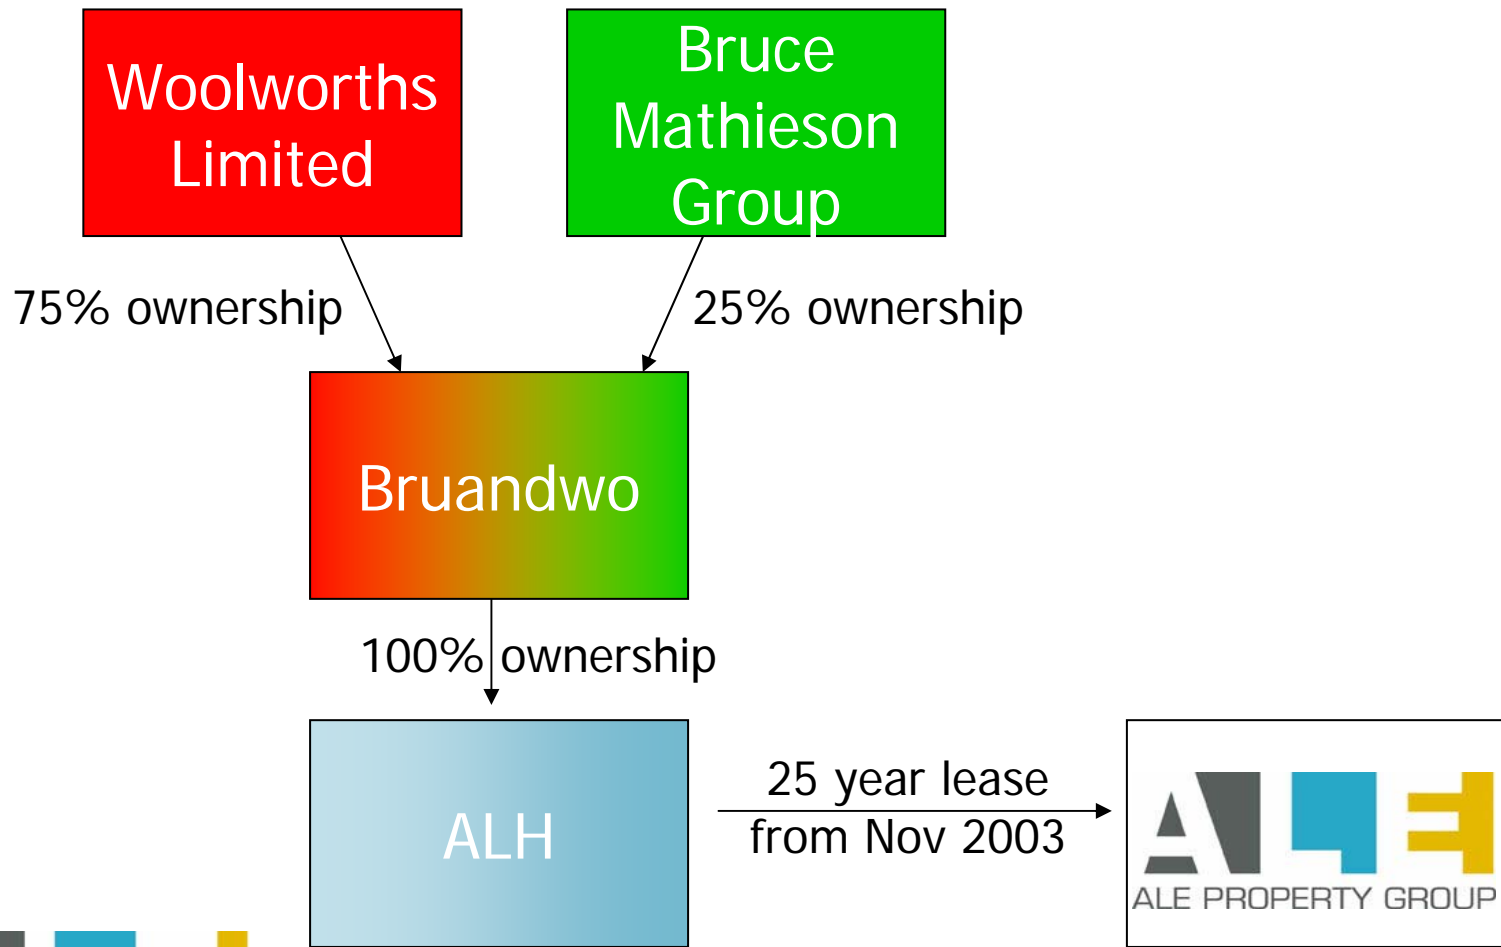 Woolworths
Limited
Bruce
Mathieson
Group
75% ownership
25% ownership
Bruandwo
100% ownership
ALH
25 year lease
from Nov 2003
ALE
ALE PROPERTY GROUP